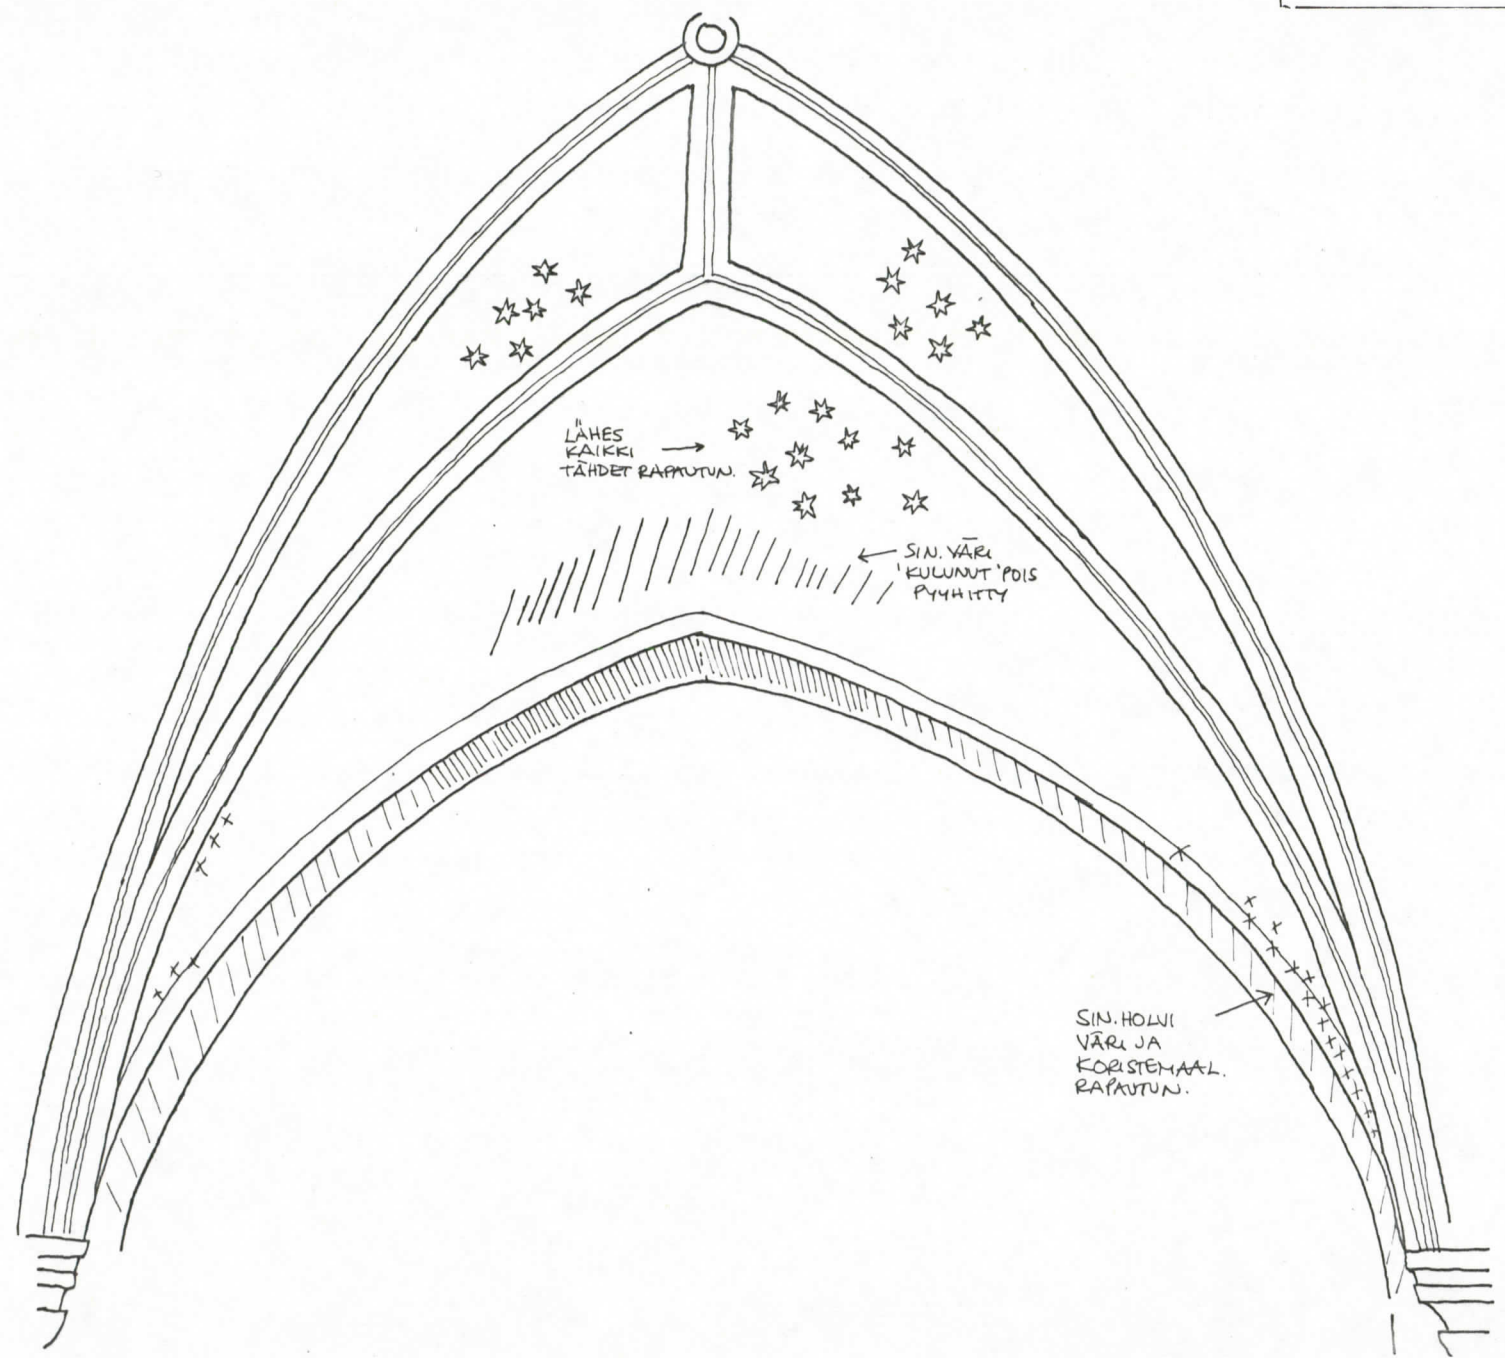 LÄHES
KAIKKI
TÄHDET RAPAUTUN.
SIN. VÄRI
'KULUNUT' POIS
PYYHITTY
SIN. HOLVI
VÄRI JA
KORISTEMAAL.
RAPAUTUN.